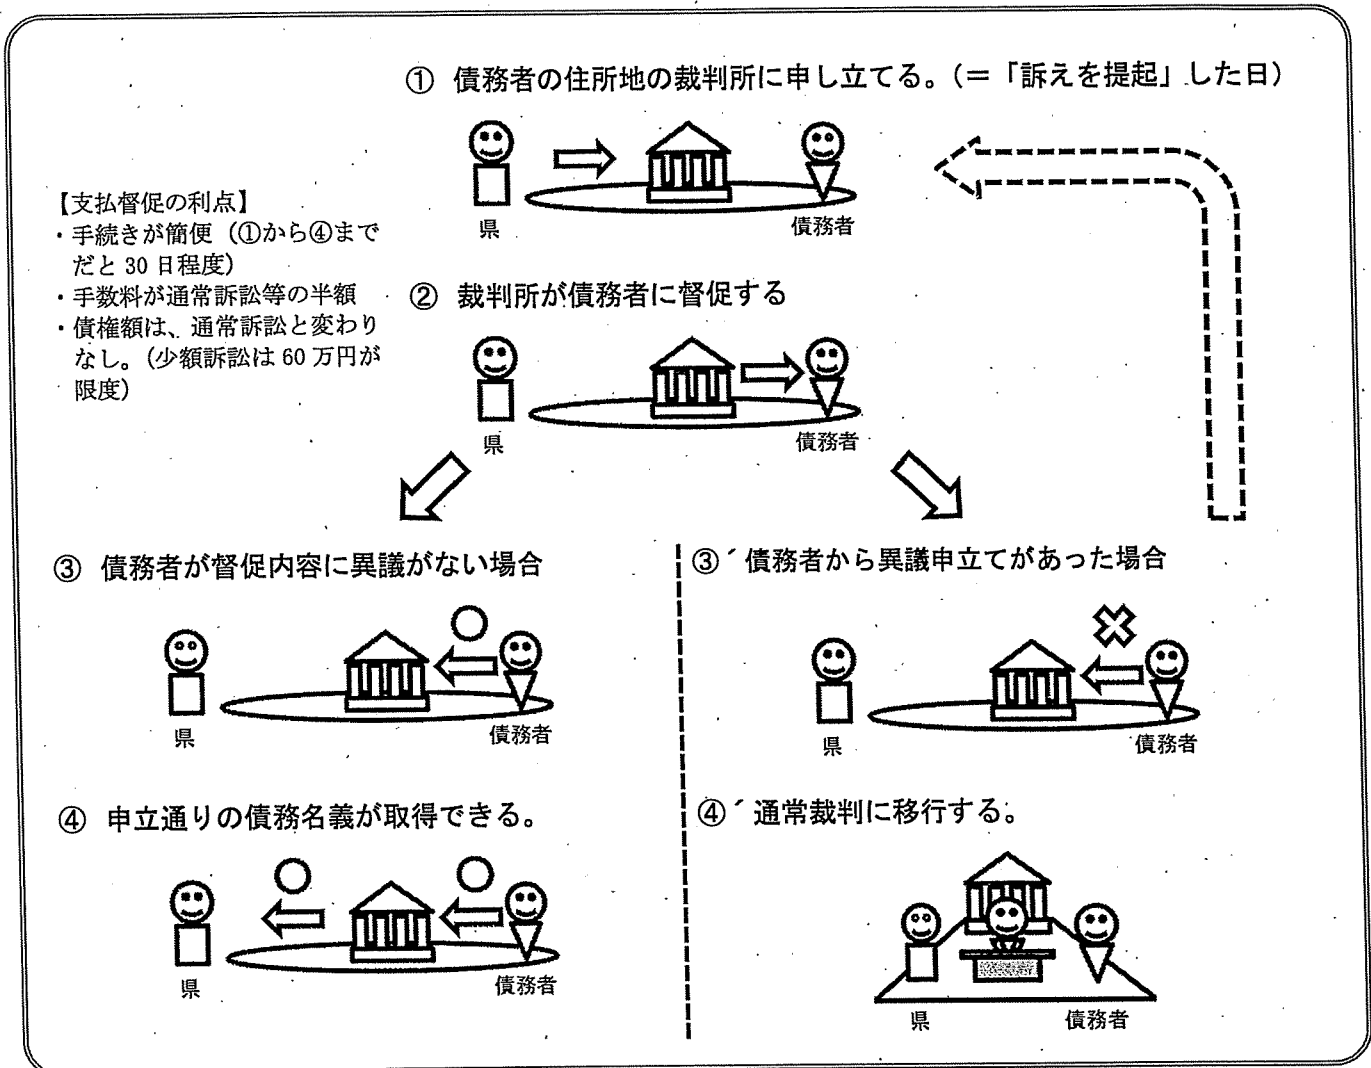 ① 債務者の住所地の裁判所に申し立てる。(＝「訴えを提起」した日)
県
債務者
【支払督促の利点】
・手続きが簡便（①から④まで
だと 30 日程度）
・手数料が通常訴訟等の半額
・債権額は、通常訴訟と変わり
なし。（少額訴訟は 60 万円が
限度）
② 裁判所が債務者に督促する
県
債務者
③ 債務者が督促内容に異議がない場合
県
債務者
④ 申立通りの債務名義が取得できる。
県
債務者
③´債務者から異議申立てがあった場合
県
債務者
④´通常裁判に移行する。
県
債務者